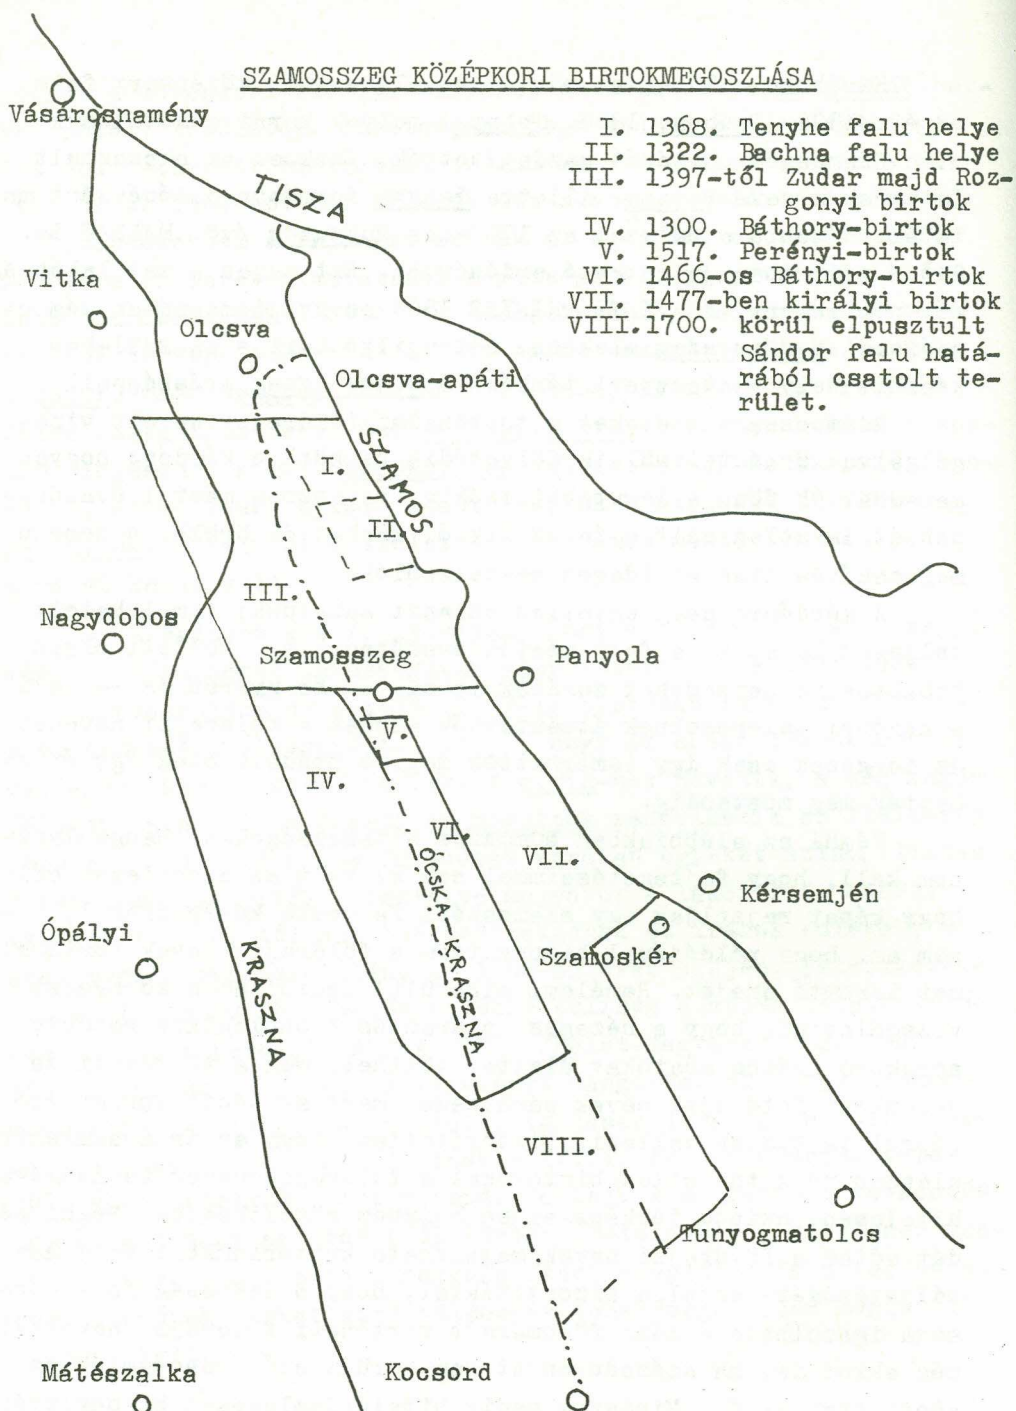 SZAMOSSZEG KÖZÉPKORI BIRTOKMEGOSZLÁSA
I. 1368. Tenyhe falu helye
II. 1322. Bachna falu helye
III. 1397-től Zudar majd Roz-
gonyi birtok
IV. 1300. Báthory-birtok
V. 1517. Perényi-birtok
VI. 1466-os Báthory-birtok
VII. 1477-ben királyi birtok
VIII.1700. körül elpusztult
Sándor falu hatá-
rából csatolt te-
rület.
Vásárosnamény
TISZA
Vitka
Olcsva
Olcsva-apáti
SZAMOS
I.
II.
III.
Nagydobos
Szamosszeg
Panyola
V.
IV.
VI.
VII.
ÓCSKA-KRASZNA
Kérsemjén
Ópályi
Szamoskér
KRASZNA
VIII.
Tunyogmatolcs
Mátészalka
Kocsord